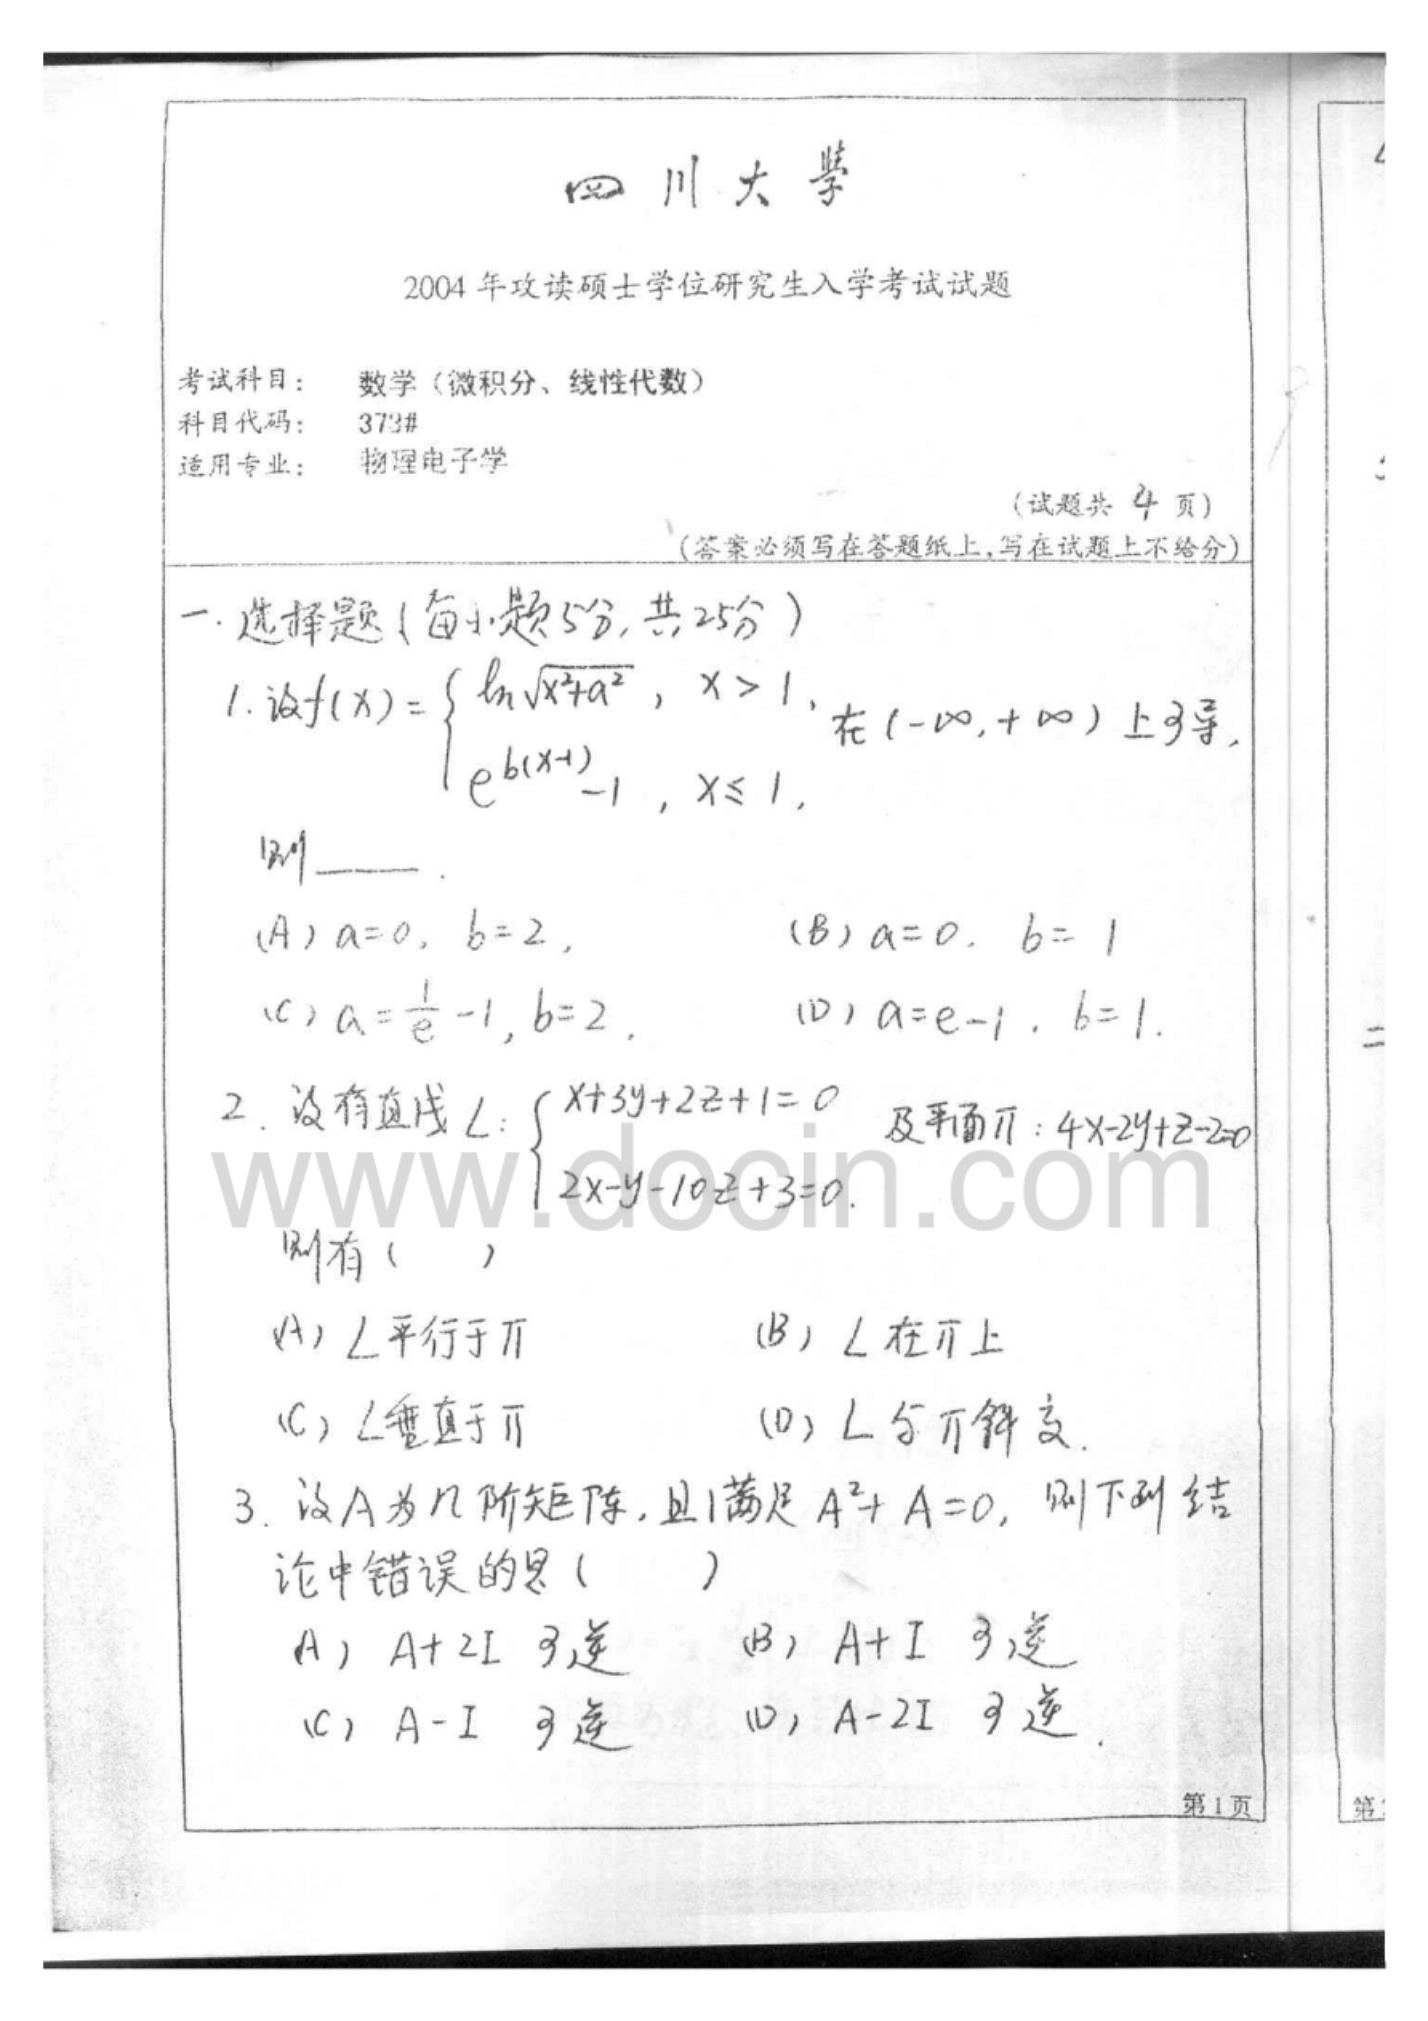 四川大學
2004年攻读硕士学位研究生入学考试试题
考试科目： 数学（微积分、线性代数）
科目代码： 373#
适用专业： 物理电子学
（试题共 4 页）
（答案必须写在答题纸上,写在试题上不给分）
一.选择题（每小题5分,共25分）
1.设f(x)={ ln√(x²+a²) , x>1, 在(-∞,+∞)上可导,
e^{b(x-1)}-1 , x≤1,
则____.
(A) a=0, b=2, (B) a=0. b=1
(C) a=1/e-1, b=2, (D) a=e-1, b=1.
2. 设有直线L:{ x+3y+2z+1=0 及平面π:4x-2y+z-2=0
2x-y-10z+3=0.
www.docin.com
则有( )
(A) L平行于π (B) L在π上
(C) L垂直于π (D) L与π斜交.
3. 设A为n阶矩阵,且满足A²+A=0, 则下列结
论中错误的是( )
(A) A+2I 可逆 (B) A+I 可逆
(C) A-I 可逆 (D) A-2I 可逆.
第1页
第